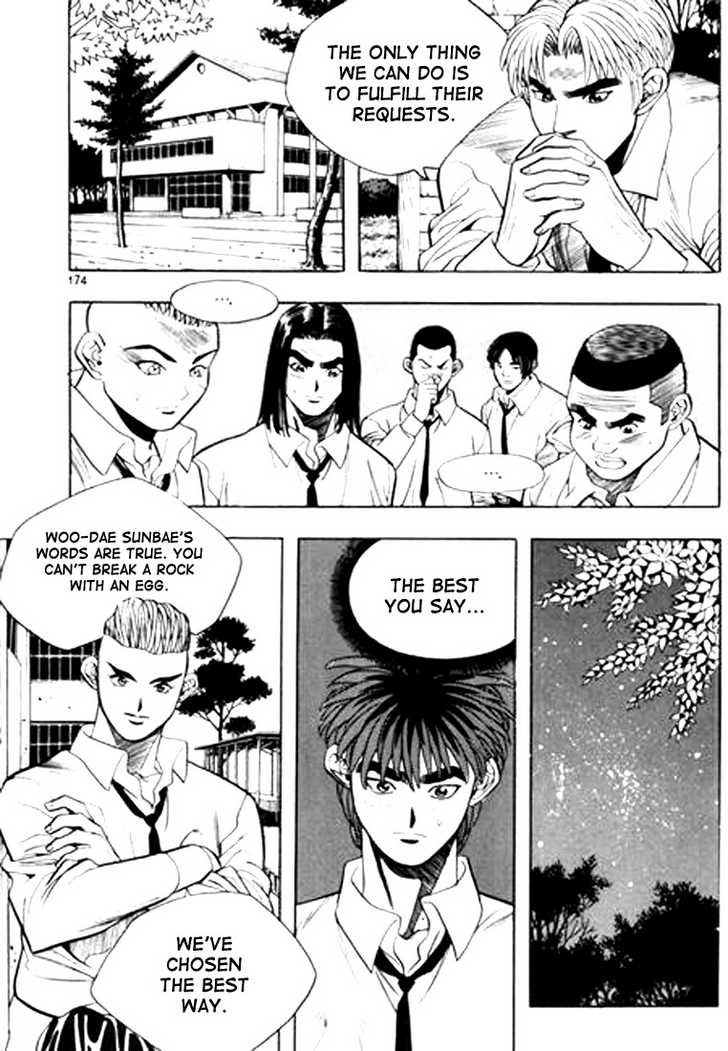 THE ONLY THING
WE CAN DO IS
TO FULFILL THEIR
REQUESTS.
174
...
...
WOO-DAE SUNBAE'S
WORDS ARE TRUE. YOU
CAN'T BREAK A ROCK
WITH AN EGG.
WE'VE
CHOSEN
THE BEST
WAY.
THE BEST
YOU SAY...